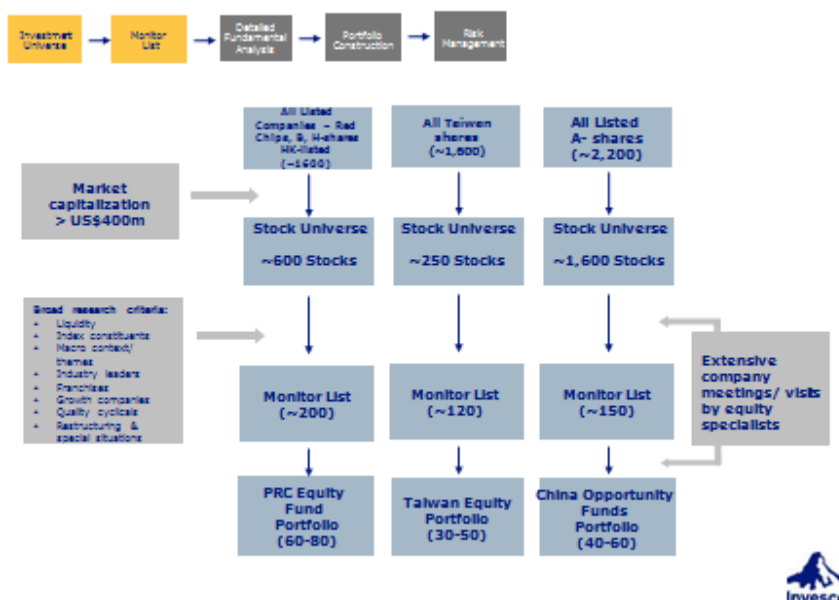 Investmet
Universe
Monitor
List
Detailed
Fundamental
Analysis
Portfolio
Construction
Risk
Management
All Listed
Companies – Red
Chips, B, H-shares
HK-listed
(~1600)
All Taiwan
shares
(~1,600)
All Listed
A- shares
(~2,200)
Market
capitalization
> US$400m
Stock Universe
~600 Stocks
Stock Universe
~250 Stocks
Stock Universe
~1,600 Stocks
Broad research criteria:
+ Liquidity
+ Index constituents
+ Macro context/
themes
+ Industry leaders
+ Franchises
+ Growth companies
+ Quality cyclicals
+ Restructuring &
special situations
Extensive
company
meetings/ visits
by equity
specialists
Monitor List
(~200)
Monitor List
(~120)
Monitor List
(~150)
PRC Equity
Fund
Portfolio
(60-80)
Taiwan Equity
Portfolio
(30-50)
China Opportunity
Funds
Portfolio
(40-60)
Invesco